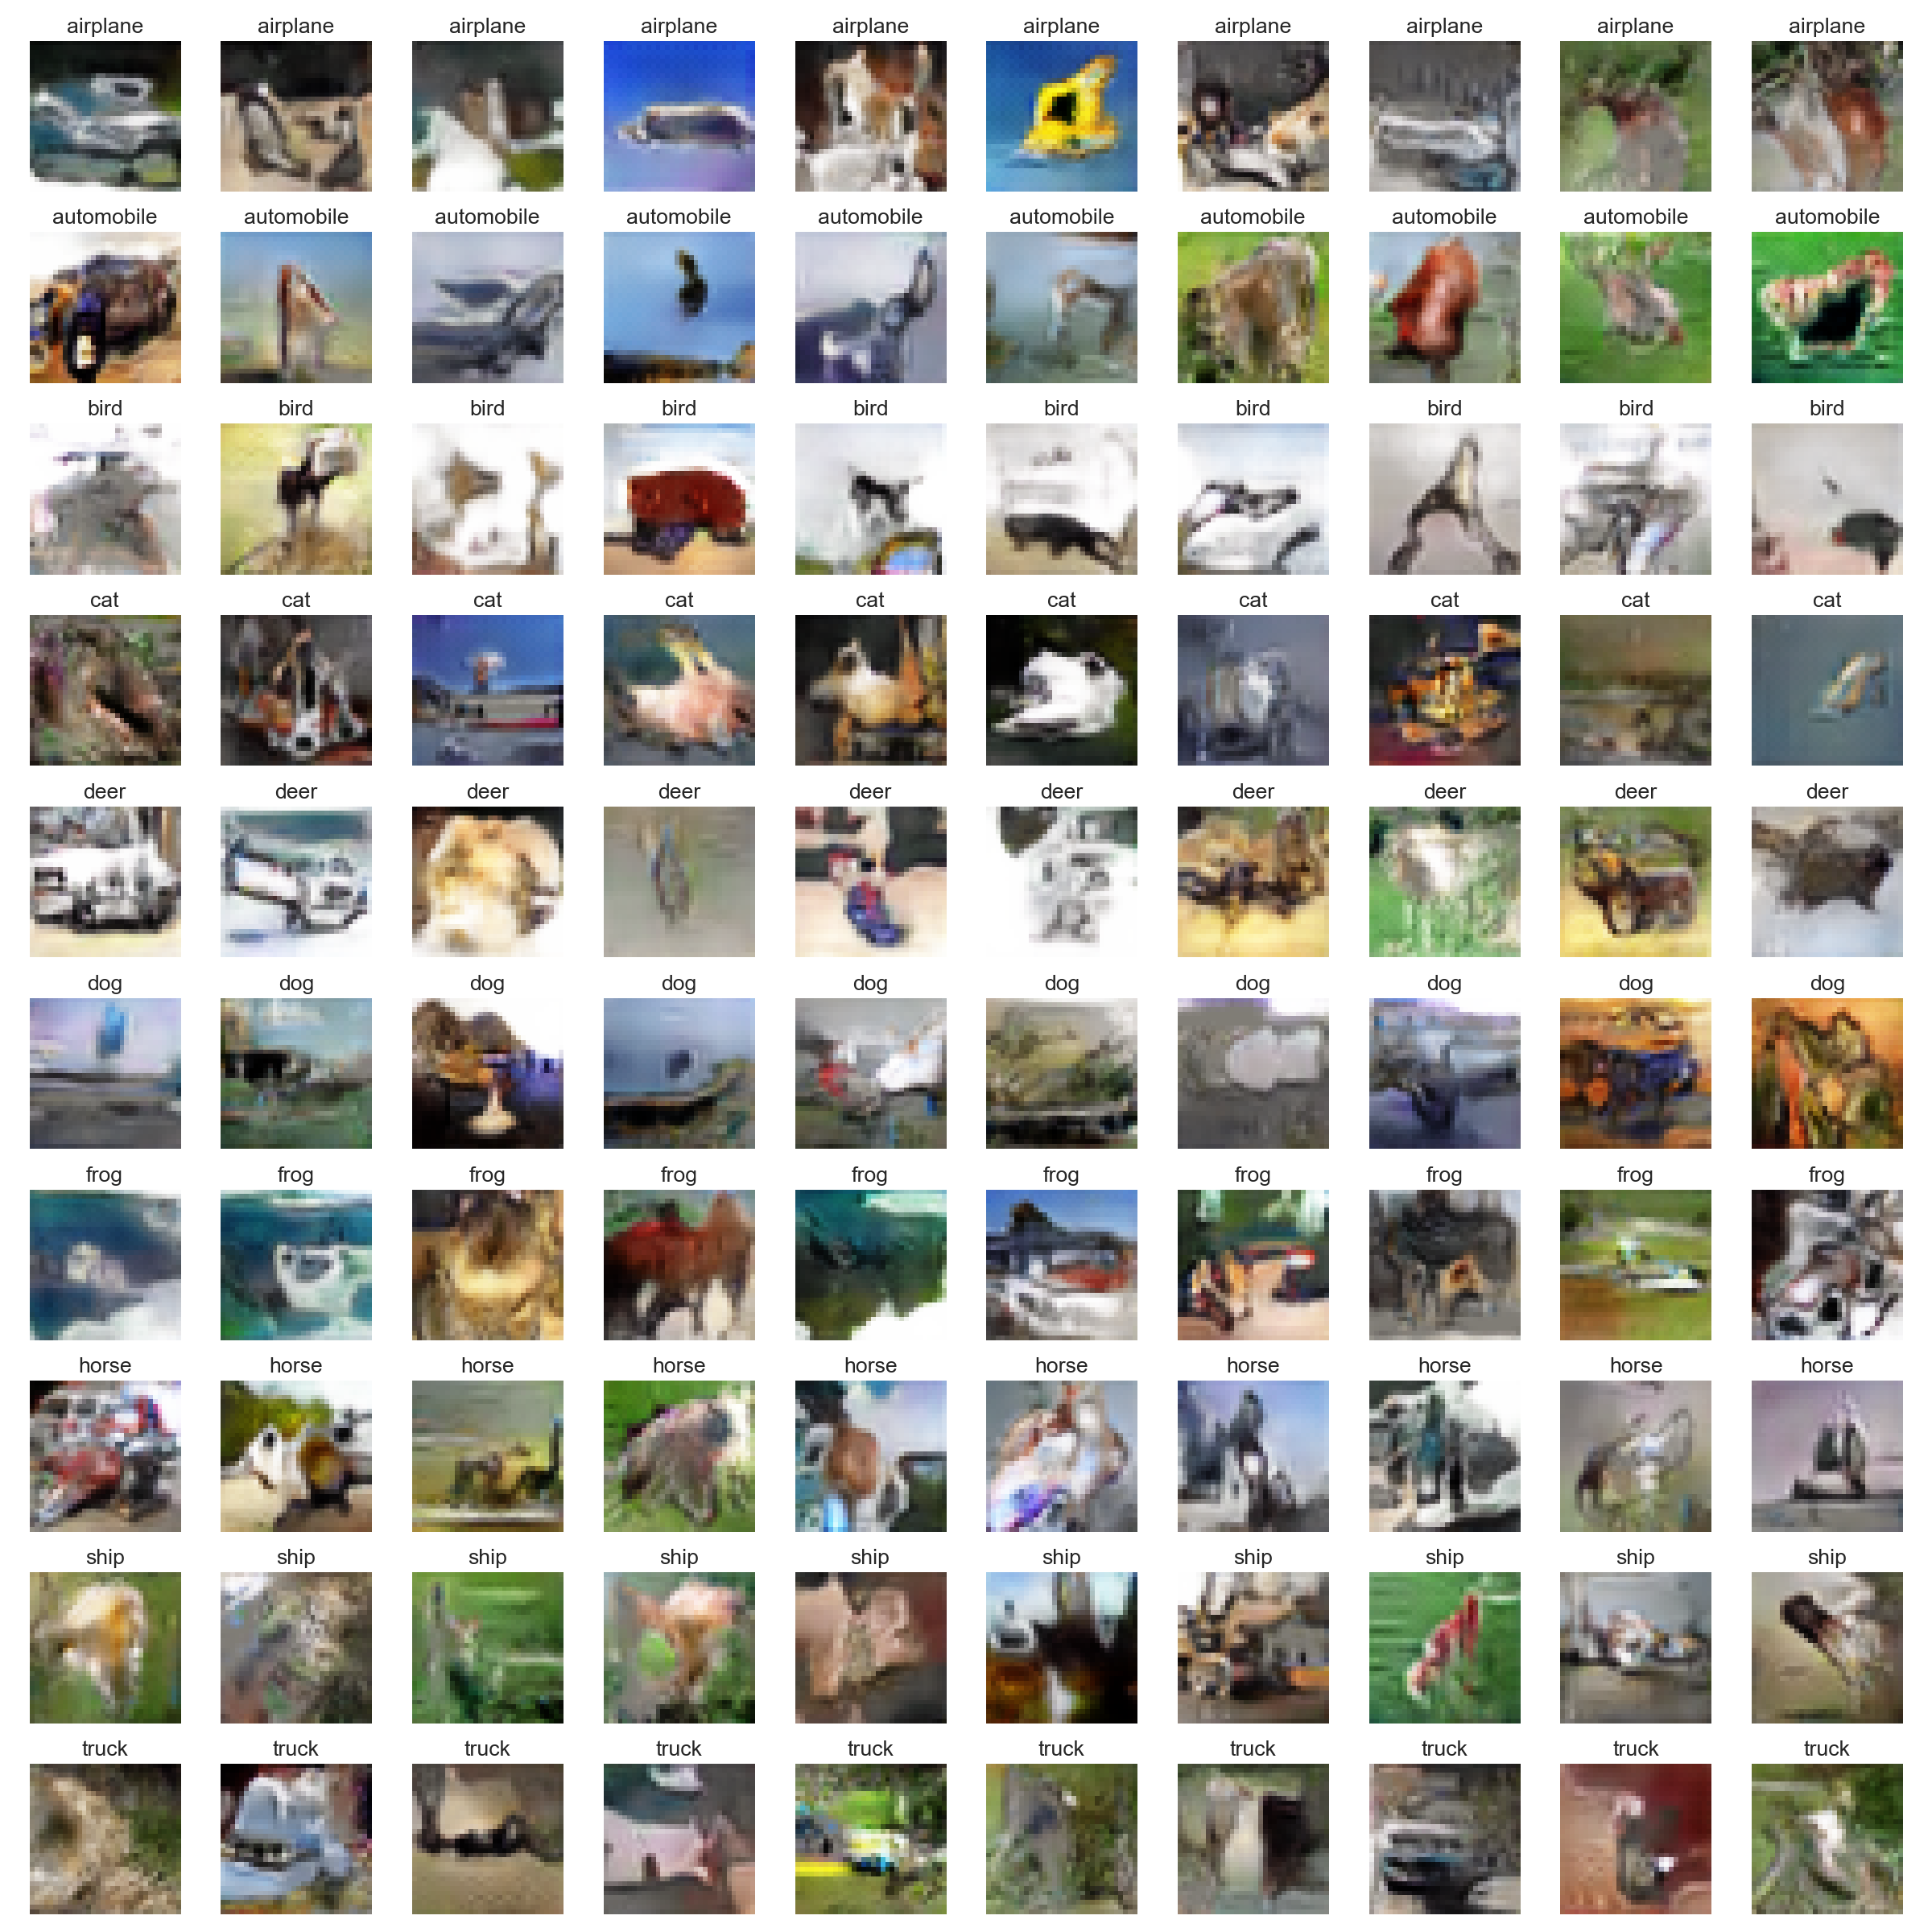 airplane airplane airplane airplane airplane airplane airplane airplane airplane airplane
automobile automobile automobile automobile automobile automobile automobile automobile automobile automobile
bird bird bird bird bird bird bird bird bird bird
cat cat cat cat cat cat cat cat cat cat
deer deer deer deer deer deer deer deer deer deer
dog dog dog dog dog dog dog dog dog dog
frog frog frog frog frog frog frog frog frog frog
horse horse horse horse horse horse horse horse horse horse
ship ship ship ship ship ship ship ship ship ship
truck truck truck truck truck truck truck truck truck truck